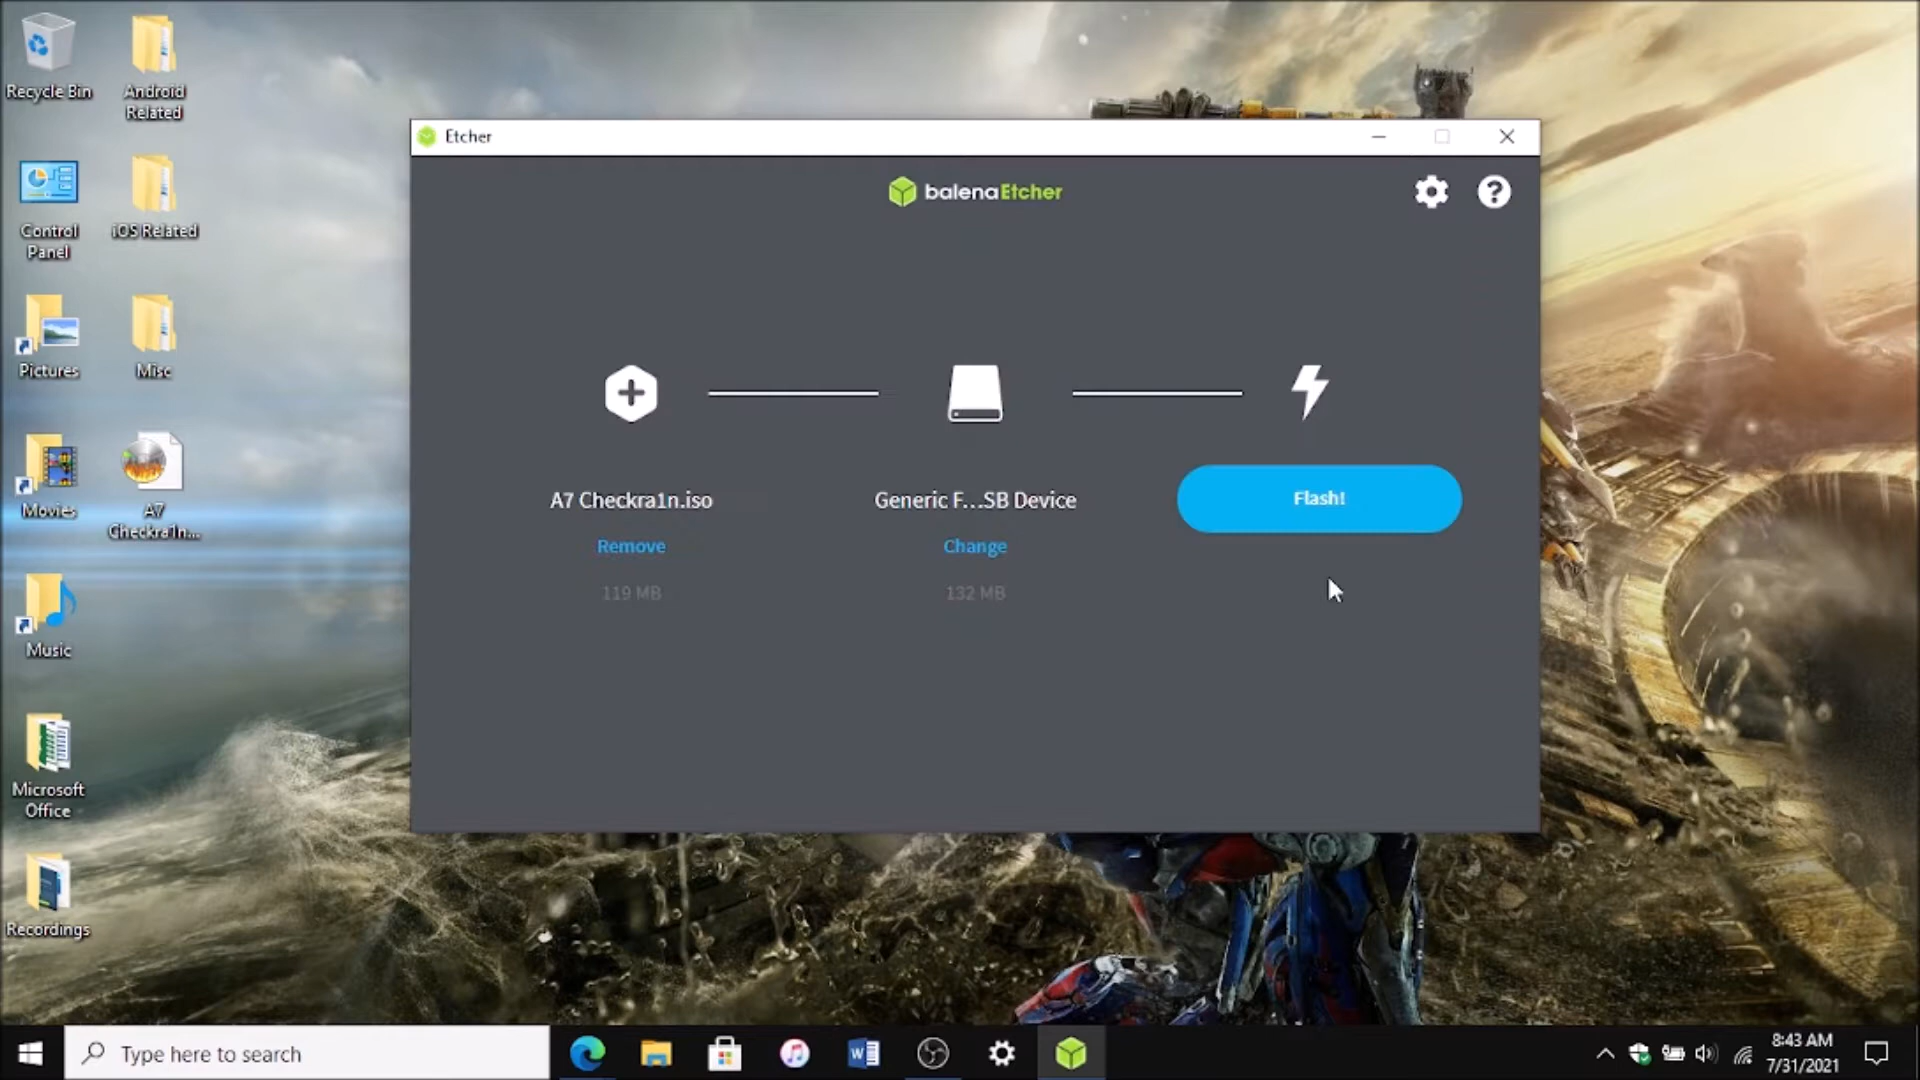 Recycle Bin
Android
Related
Control
Panel
iOS Related
Pictures
Misc
Movies
A7
Checkra1n...
Music
Microsoft
Office
Recordings
Etcher
balenaEtcher
A7 Checkra1n.iso
Remove
119 MB
Generic F...SB Device
Change
132 MB
Flash!
Type here to search
8:43 AM
7/31/2021